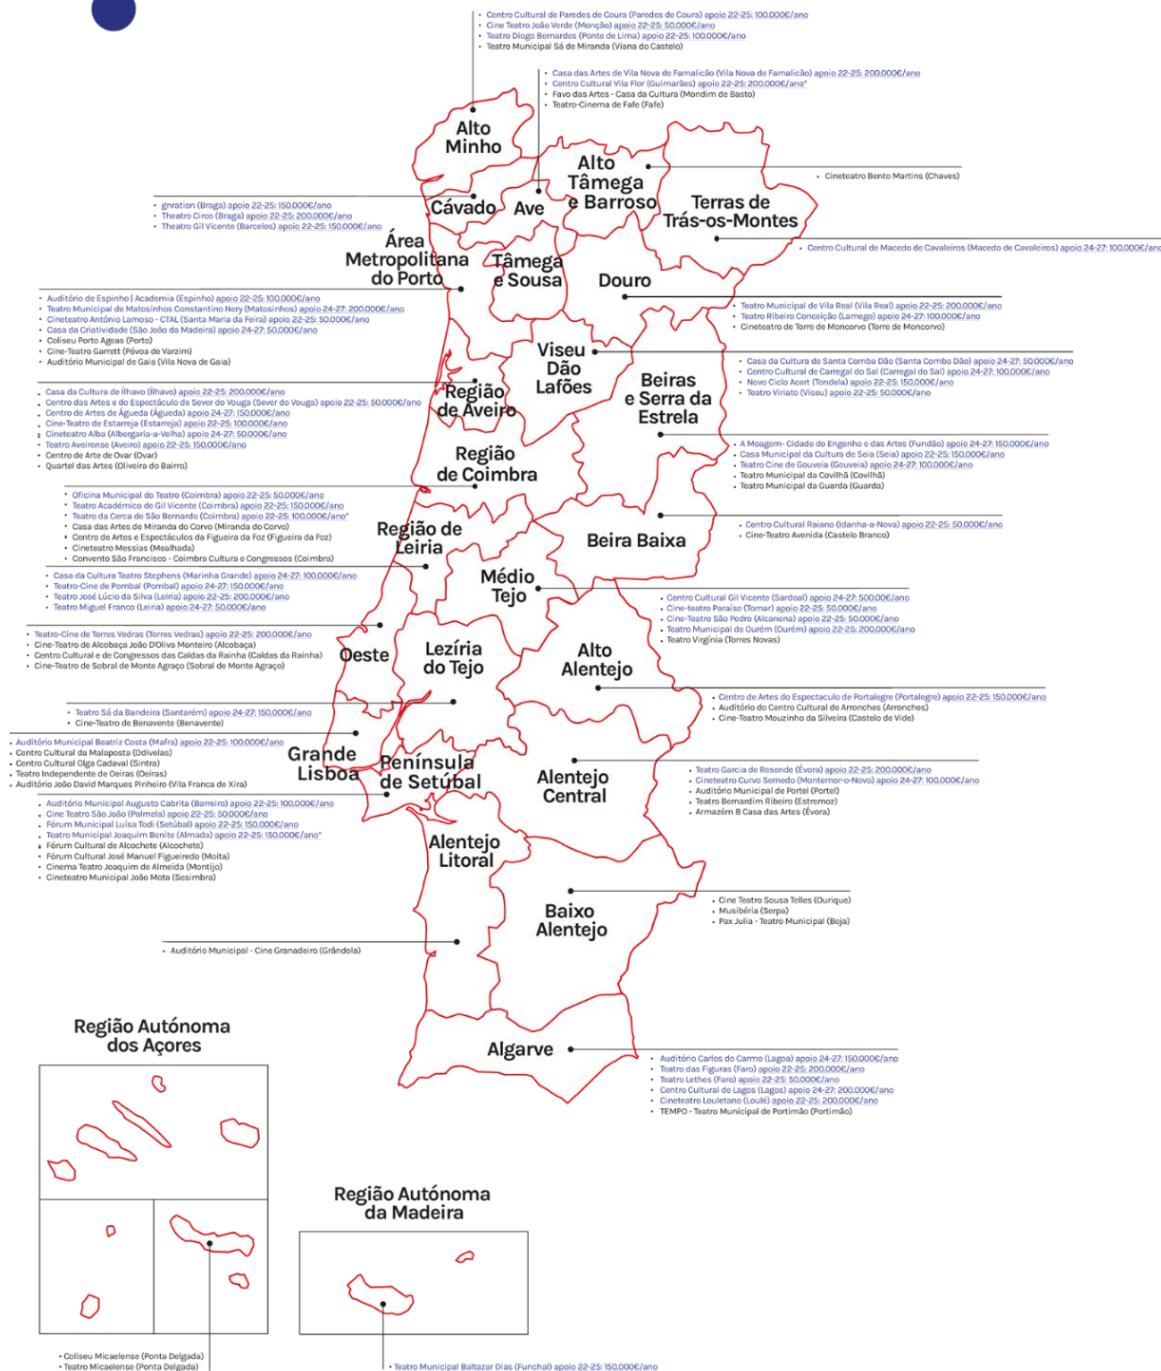 • Centro Cultural de Paredes de Coura (Paredes de Coura) apoio 22-25: 100.000€/ano
• Cine Teatro João Verde (Monção) apoio 22-25: 50.000€/ano
• Teatro Diogo Bernardes (Ponte de Lima) apoio 22-25: 100.000€/ano
• Teatro Municipal Sá de Miranda (Viana do Castelo)
• Casa das Artes de Vila Nova de Famalicão (Vila Nova de Famalicão) apoio 22-25: 200.000€/ano
• Centro Cultural Vila Flor (Guimarães) apoio 22-25: 200.000€/ano*
• Favo das Artes - Casa da Cultura (Mondim de Basto)
• Teatro-Cinema de Fafe (Fafe)
Alto
Minho
Alto
Tâmega
e Barroso
• Cineteatro Bento Martins (Chaves)
Cávado
Ave
Terras de
Trás-os-Montes
• gnration (Braga) apoio 22-25: 150.000€/ano
• Theatro Circo (Braga) apoio 22-25: 200.000€/ano
• Theatro Gil Vicente (Barcelos) apoio 22-25: 150.000€/ano
• Centro Cultural de Macedo de Cavaleiros (Macedo de Cavaleiros) apoio 24-27: 100.000€/ano
Área
Metropolitana
do Porto
Tâmega
e Sousa
Douro
• Auditório de Espinho | Academia (Espinho) apoio 22-25: 100.000€/ano
• Teatro Municipal de Matosinhos Constantino Nery (Matosinhos) apoio 24-27: 200.000€/ano
• Cineteatro António Lamoso - CTAL (Santa Maria da Feira) apoio 22-25: 50.000€/ano
• Casa da Criatividade (São João da Madeira) apoio 24-27: 50.000€/ano
• Coliseu Porto Ageas (Porto)
• Cine-Teatro Garrett (Póvoa de Varzim)
• Auditório Municipal de Gaia (Vila Nova de Gaia)
• Teatro Municipal de Vila Real (Vila Real) apoio 22-25: 200.000€/ano
• Teatro Ribeiro Conceição (Lamego) apoio 24-27: 100.000€/ano
• Cineteatro de Torre de Moncorvo (Torre de Moncorvo)
Viseu
Dão
Lafões
• Casa da Cultura de Santa Comba Dão (Santa Comba Dão) apoio 24-27: 50.000€/ano
• Centro Cultural de Carregal do Sal (Carregal do Sal) apoio 24-27: 100.000€/ano
• Novo Ciclo Acert (Tondela) apoio 22-25: 150.000€/ano
• Teatro Viriato (Viseu) apoio 22-25: 50.000€/ano
Região
de Aveiro
Beiras
e Serra da
Estrela
• Casa da Cultura de Ílhavo (Ílhavo) apoio 22-25: 200.000€/ano
• Centro das Artes e do Espectáculo de Sever do Vouga (Sever do Vouga) apoio 22-25: 50.000€/ano
• Centro de Artes de Águeda (Águeda) apoio 24-27: 150.000€/ano
• Cine-Teatro de Estarreja (Estarreja) apoio 22-25: 100.000€/ano
• Cineteatro Alba (Albergaria-a-Velha) apoio 24-27: 50.000€/ano
• Teatro Aveirense (Aveiro) apoio 22-25: 150.000€/ano
• Centro de Arte de Ovar (Ovar)
• Quartel das Artes (Oliveira do Bairro)
• A Moagem- Cidade do Engenho e das Artes (Fundão) apoio 24-27: 150.000€/ano
• Casa Municipal da Cultura de Seia (Seia) apoio 22-25: 150.000€/ano
• Teatro Cine de Gouveia (Gouveia) apoio 24-27: 100.000€/ano
• Teatro Municipal da Covilhã (Covilhã)
• Teatro Municipal da Guarda (Guarda)
Região
de Coimbra
• Oficina Municipal do Teatro (Coimbra) apoio 22-25: 50.000€/ano
• Teatro Académico de Gil Vicente (Coimbra) apoio 22-25: 150.000€/ano
• Teatro da Cerca de São Bernardo (Coimbra) apoio 22-25: 100.000€/ano*
• Casa das Artes de Miranda do Corvo (Miranda do Corvo)
• Centro de Artes e Espectáculos da Figueira da Foz (Figueira da Foz)
• Cineteatro Messias (Mealhada)
• Convento São Francisco - Coimbra Cultura e Congressos (Coimbra)
• Centro Cultural Raiano (Idanha-a-Nova) apoio 22-25: 50.000€/ano
• Cine-Teatro Avenida (Castelo Branco)
Região de
Leiria
Beira Baixa
• Casa da Cultura Teatro Stephens (Marinha Grande) apoio 24-27: 100.000€/ano
• Teatro-Cine de Pombal (Pombal) apoio 24-27: 150.000€/ano
• Teatro José Lúcio da Silva (Leiria) apoio 22-25: 200.000€/ano
• Teatro Miguel Franco (Leiria) apoio 24-27: 50.000€/ano
Médio
Tejo
• Centro Cultural Gil Vicente (Sardoal) apoio 24-27: 500.000€/ano
• Cine-teatro Paraíso (Tomar) apoio 22-25: 50.000€/ano
• Cine-Teatro São Pedro (Alcanena) apoio 22-25: 50.000€/ano
• Teatro Municipal de Ourém (Ourém) apoio 22-25: 200.000€/ano
• Teatro Virgínia (Torres Novas)
• Teatro-Cine de Torres Vedras (Torres Vedras) apoio 22-25: 200.000€/ano
• Cine-Teatro de Alcobaça João D'Oliva Monteiro (Alcobaça)
• Centro Cultural e de Congressos das Caldas da Rainha (Caldas da Rainha)
• Cine-Teatro de Sobral de Monte Agraço (Sobral de Monte Agraço)
Oeste
Lezíria
do Tejo
Alto
Alentejo
• Teatro Sá da Bandeira (Santarém) apoio 24-27: 150.000€/ano
• Cine-Teatro de Benavente (Benavente)
• Centro de Artes do Espectaculo de Portalegre (Portalegre) apoio 22-25: 150.000€/ano
• Auditório do Centro Cultural de Arronches (Arronches)
• Cine-Teatro Mouzinho da Silveira (Castelo de Vide)
• Auditório Municipal Beatriz Costa (Mafra) apoio 22-25: 100.000€/ano
• Centro Cultural da Malaposta (Odivelas)
• Centro Cultural Olga Cadaval (Sintra)
• Teatro Independente de Oeiras (Oeiras)
• Auditório João David Marques Pinheiro (Vila Franca de Xira)
Grande
Lisboa
Península
de Setúbal
Alentejo
Central
• Teatro Garcia de Resende (Évora) apoio 22-25: 200.000€/ano
• Cineteatro Curvo Semedo (Montemor-o-Novo) apoio 24-27: 100.000€/ano
• Auditório Municipal de Portel (Portel)
• Teatro Bernardim Ribeiro (Estremoz)
• Armazém 8 Casa das Artes (Évora)
• Auditório Municipal Augusto Cabrita (Barreiro) apoio 22-25: 100.000€/ano
• Cine Teatro São João (Palmela) apoio 22-25: 50.000€/ano
• Fórum Municipal Luísa Todi (Setúbal) apoio 22-25: 150.000€/ano
• Teatro Municipal Joaquim Benite (Almada) apoio 22-25: 150.000€/ano*
• Fórum Cultural de Alcochete (Alcochete)
• Fórum Cultural José Manuel Figueiredo (Moita)
• Cinema Teatro Joaquim de Almeida (Montijo)
• Cineteatro Municipal João Mota (Sesimbra)
Alentejo
Litoral
Baixo
Alentejo
• Cine Teatro Sousa Telles (Ourique)
• Musibéria (Serpa)
• Pax Julia - Teatro Municipal (Beja)
• Auditório Municipal - Cine Granadeiro (Grândola)
Algarve
• Auditório Carlos do Carmo (Lagoa) apoio 24-27: 150.000€/ano
• Teatro das Figuras (Faro) apoio 22-25: 200.000€/ano
• Teatro Lethes (Faro) apoio 22-25: 50.000€/ano
• Centro Cultural de Lagos (Lagos) apoio 24-27: 200.000€/ano
• Cineteatro Louletano (Loulé) apoio 22-25: 200.000€/ano
• TEMPO - Teatro Municipal de Portimão (Portimão)
Região Autónoma
dos Açores
Região Autónoma
da Madeira
• Coliseu Micaelense (Ponta Delgada)
• Teatro Micaelense (Ponta Delgada)
• Teatro Municipal Baltazar Dias (Funchal) apoio 22-25: 150.000€/ano